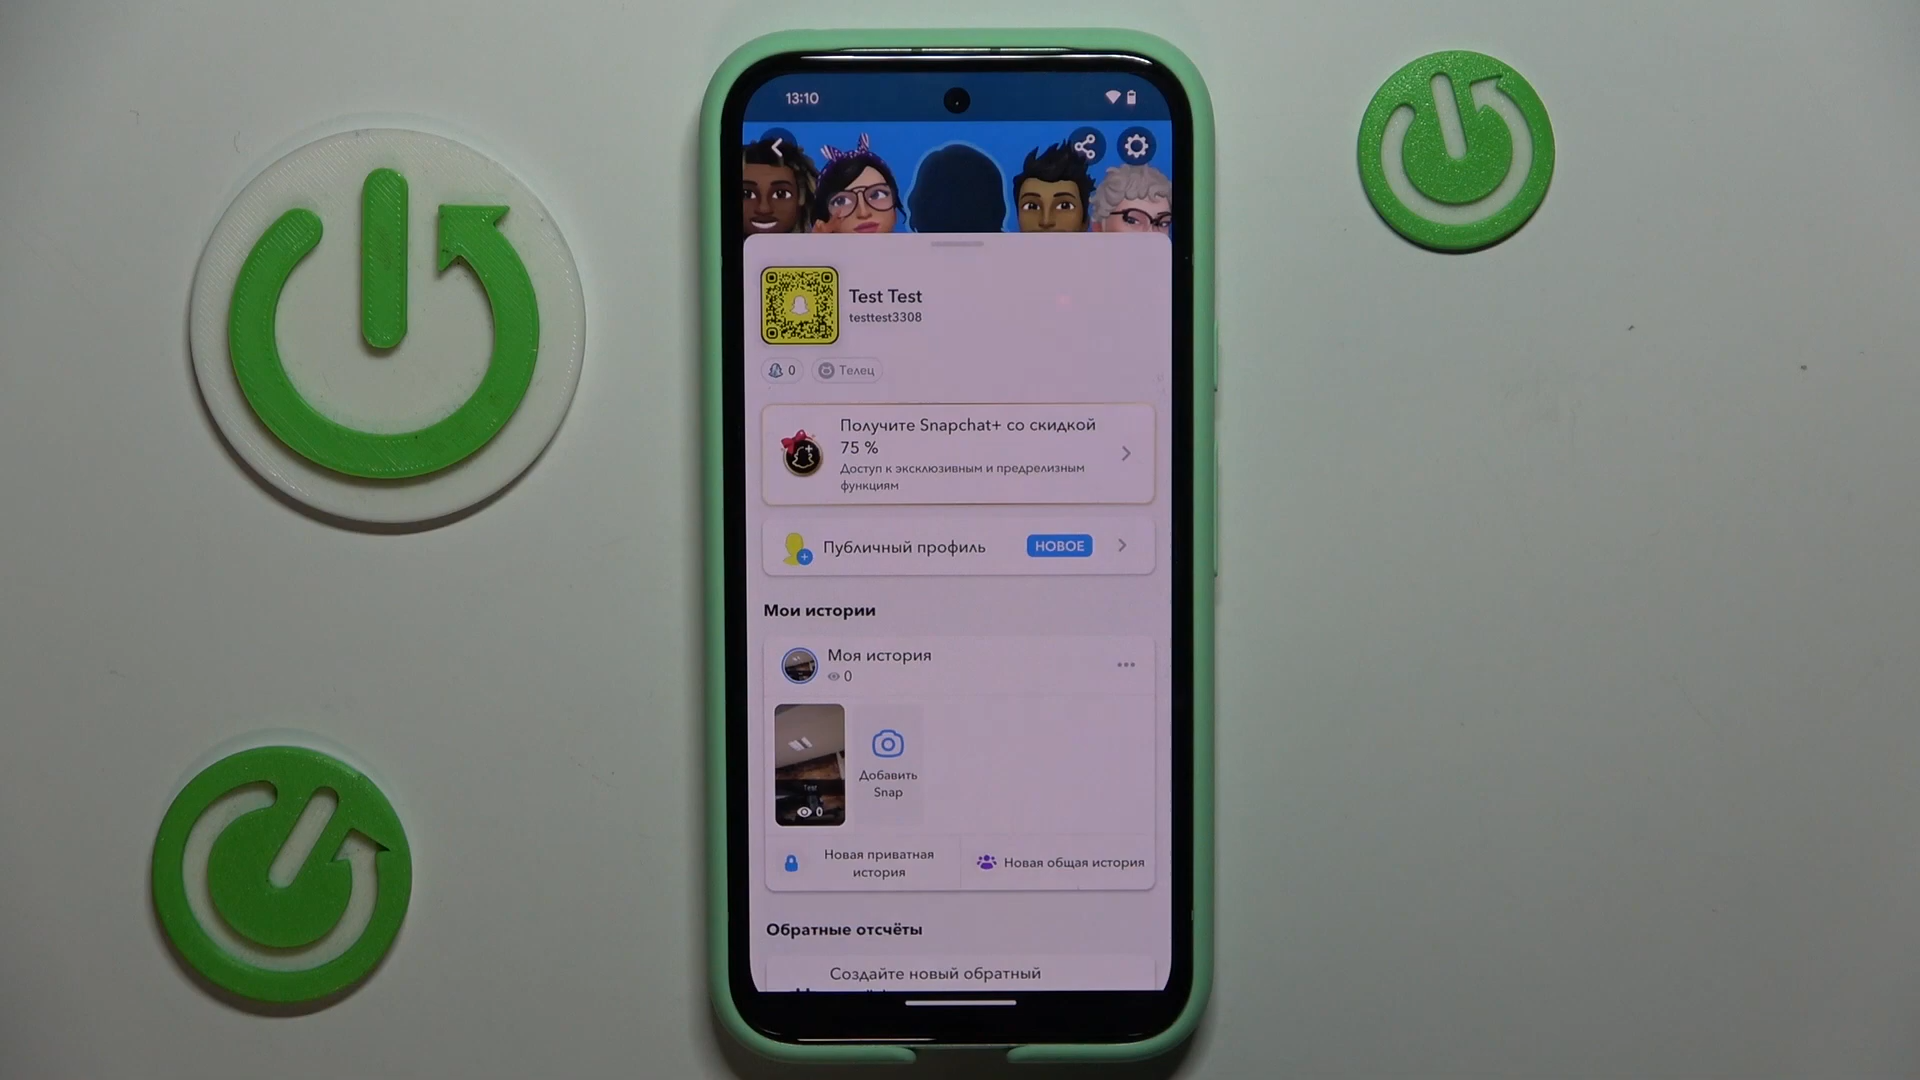 13:10
Test Test
testtest3308
0
Телец
Получите Snapchat+ со скидкой
75 %
Доступ к эксклюзивным и предрелизным
функциям
Публичный профиль
НОВОЕ
Мои истории
Моя история
0
Test
0
Добавить
Snap
Новая приватная
история
Новая общая история
Обратные отсчёты
Создайте новый обратный